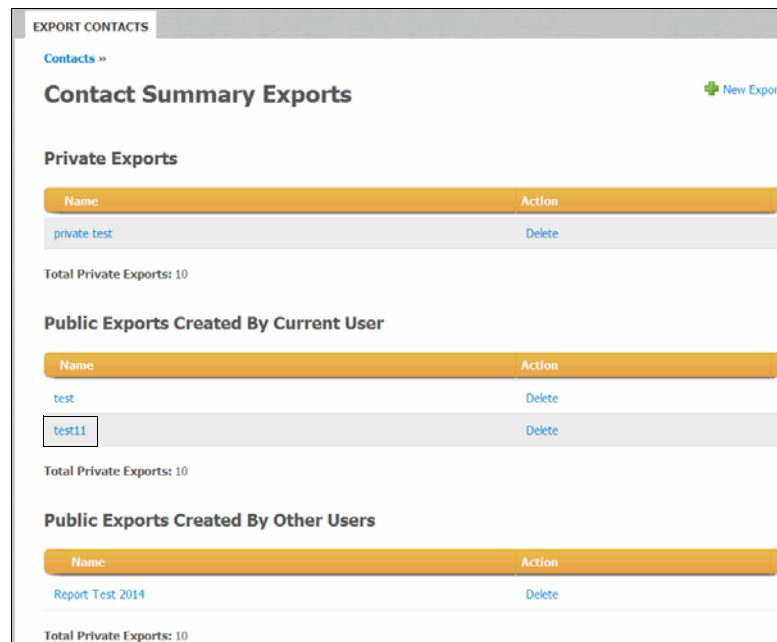 EXPORT CONTACTS
Contacts »
Contact Summary Exports
New Expor
Private Exports
Name Action
private test Delete
Total Private Exports: 10
Public Exports Created By Current User
Name Action
test Delete
test11 Delete
Total Private Exports: 10
Public Exports Created By Other Users
Name Action
Report Test 2014 Delete
Total Private Exports: 10